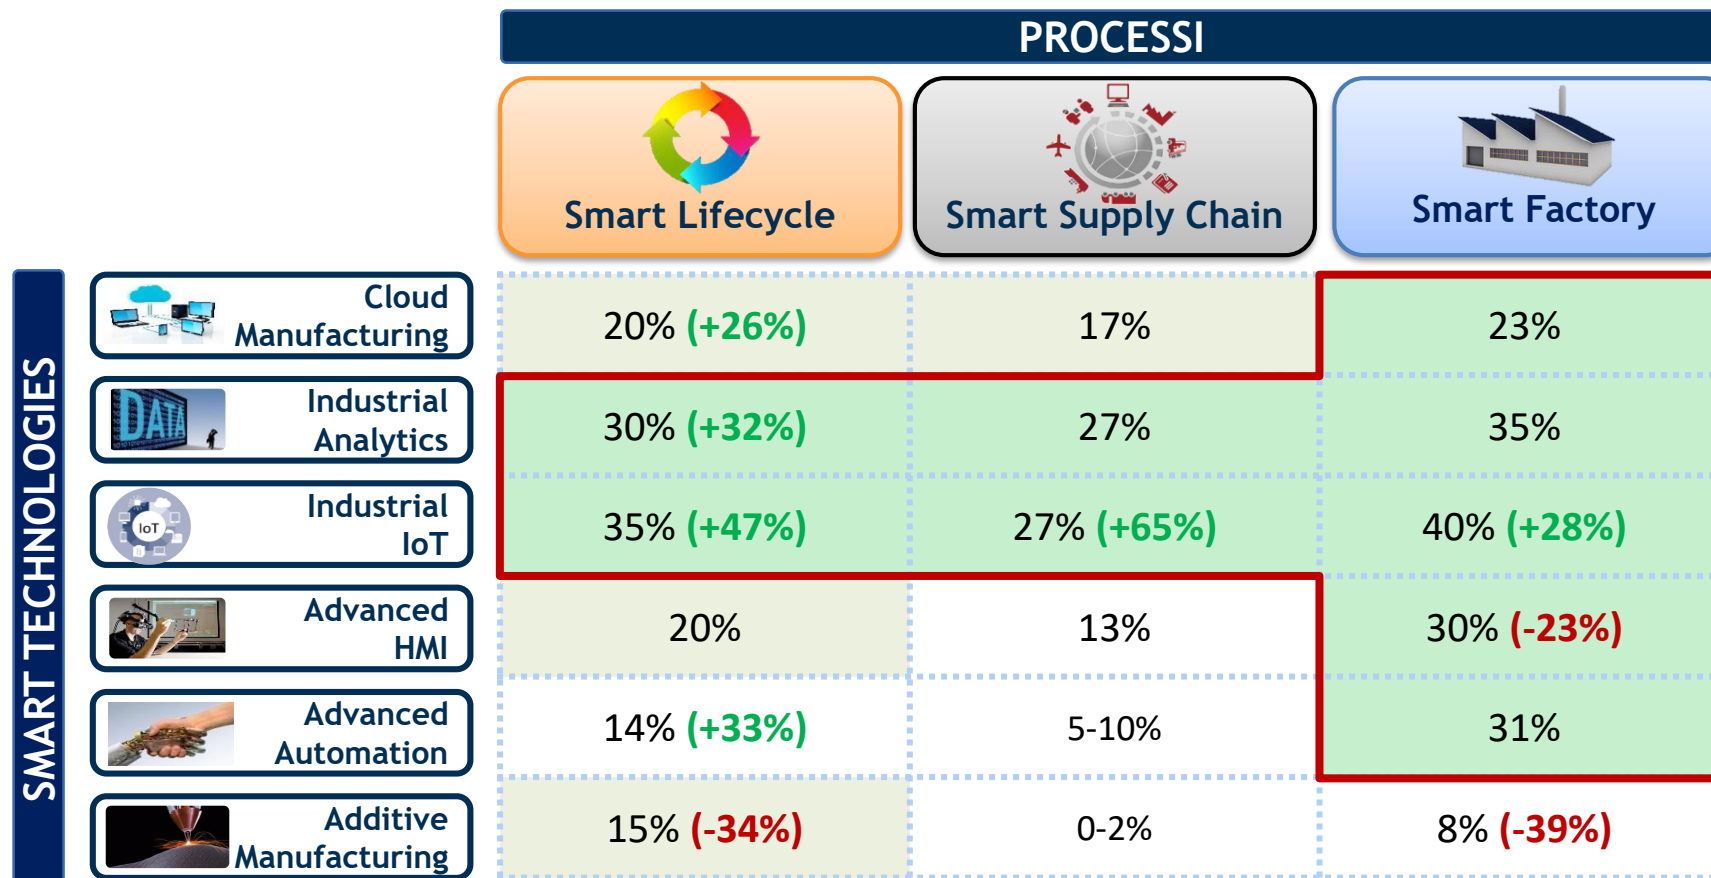 PROCESSI
Smart Lifecycle
Smart Supply Chain
Smart Factory
SMART TECHNOLOGIES
Cloud
Manufacturing
20% (+26%)
17%
23%
DATA
Industrial
Analytics
30% (+32%)
27%
35%
IoT
Industrial
IoT
35% (+47%)
27% (+65%)
40% (+28%)
Advanced
HMI
20%
13%
30% (-23%)
Advanced
Automation
14% (+33%)
5-10%
31%
Additive
Manufacturing
15% (-34%)
0-2%
8% (-39%)